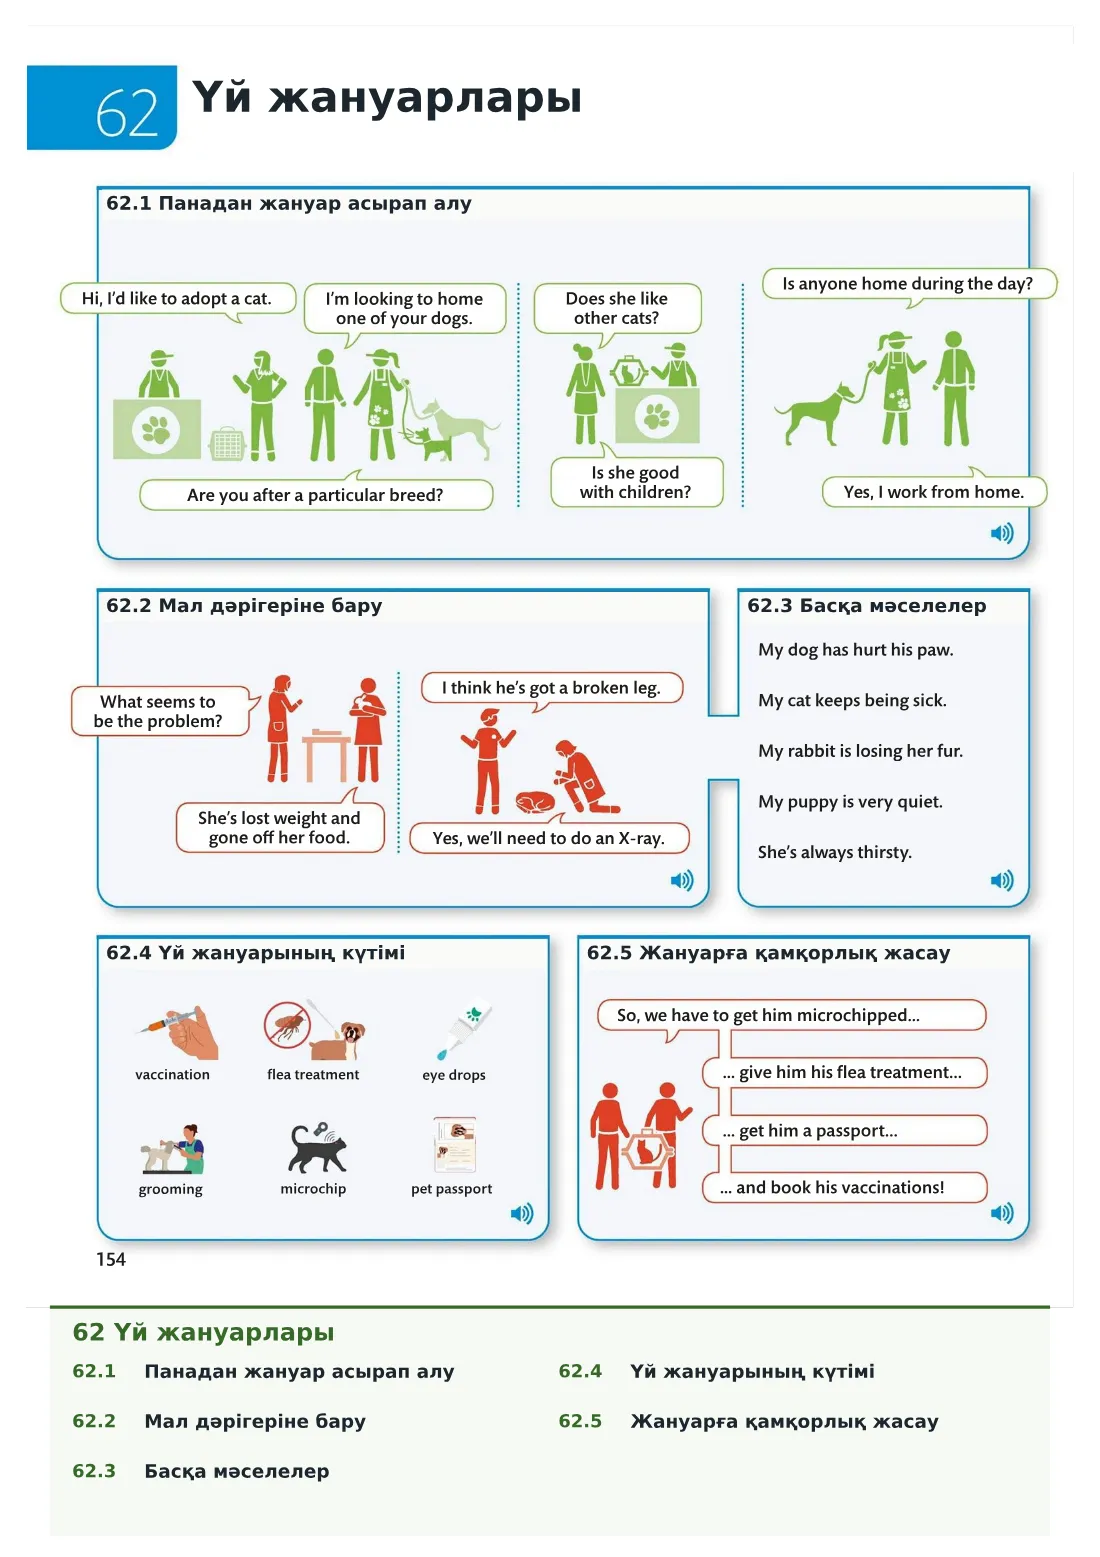 62
Үй жануарлары
62.1 Панадан жануар асырап алу
Hi, I'd like to adopt a cat.
I'm looking to home
one of your dogs.
Are you after a particular breed?
Does she like
other cats?
Is she good
with children?
Is anyone home during the day?
Yes, I work from home.
62.2 Мал дәрігеріне бару
What seems to
be the problem?
She's lost weight and
gone off her food.
I think he's got a broken leg.
Yes, we'll need to do an X-ray.
62.3 Басқа мәселелер
My dog has hurt his paw.
My cat keeps being sick.
My rabbit is losing her fur.
My puppy is very quiet.
She's always thirsty.
62.4 Үй жануарының күтімі
vaccination
flea treatment
eye drops
grooming
microchip
pet passport
62.5 Жануарға қамқорлық жасау
So, we have to get him microchipped...
... give him his flea treatment...
... get him a passport...
... and book his vaccinations!
154
62 Үй жануарлары
62.1 Панадан жануар асырап алу
62.2 Мал дәрігеріне бару
62.3 Басқа мәселелер
62.4 Үй жануарының күтімі
62.5 Жануарға қамқорлық жасау